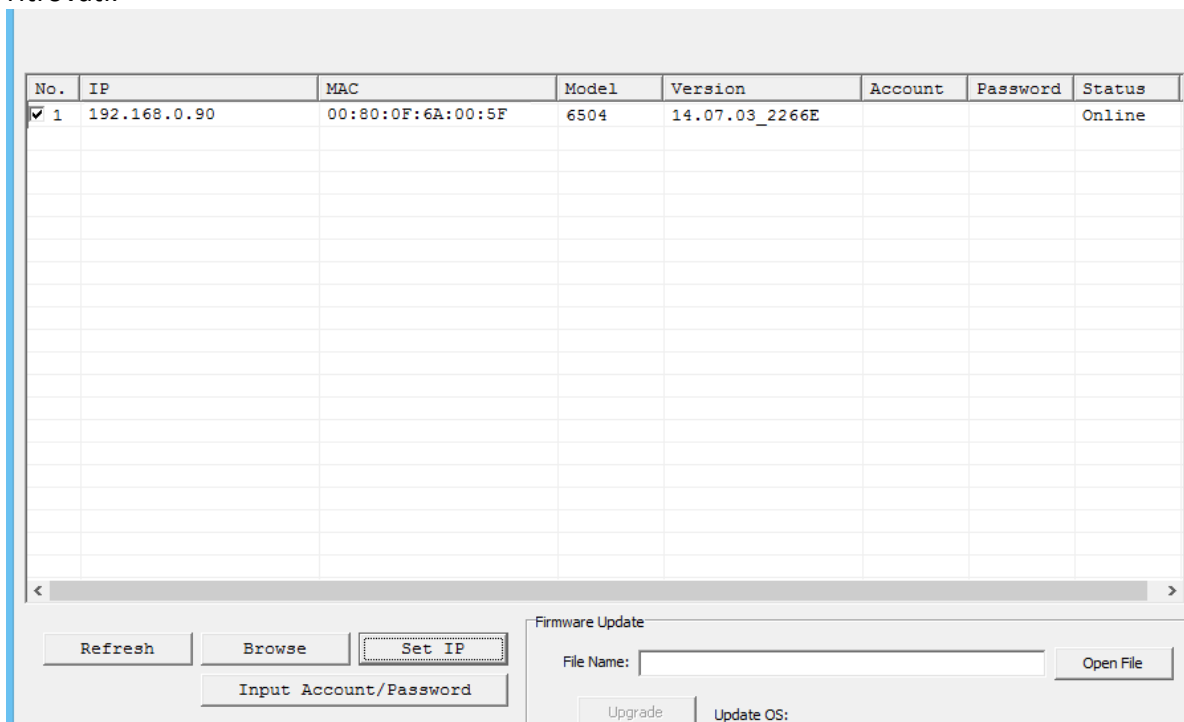 No. IP MAC Model Version Account Password Status
1 192.168.0.90 00:80:0F:6A:00:5F 6504 14.07.03_2266E Online
Firmware Update
Refresh Browse Set IP File Name: Open File
Input Account/Password
Upgrade Update OS: